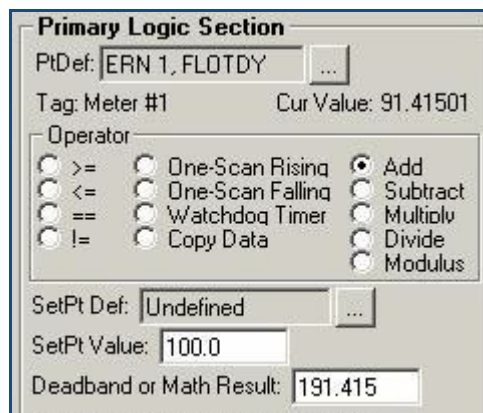 Primary Logic Section
PtDef: ERN 1, FLOTDY ...
Tag: Meter #1 Cur Value: 91.41501
Operator
>= One-Scan Rising Add
<= One-Scan Falling Subtract
== Watchdog Timer Multiply
!= Copy Data Divide
Modulus
SetPt Def: Undefined ...
SetPt Value: 100.0
Deadband or Math Result: 191.415